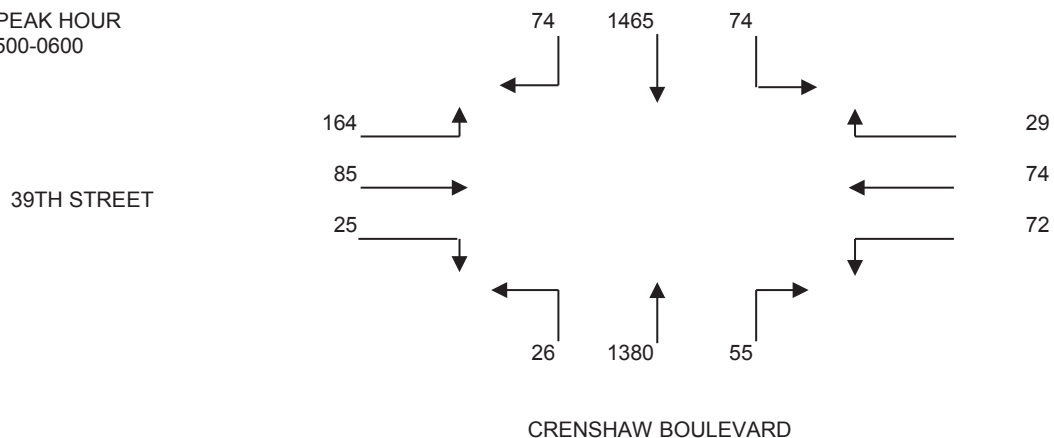 PEAK HOUR
500-0600
74 1465 74
164 29
85 74
39TH STREET
25 72
26 1380 55
CRENSHAW BOULEVARD